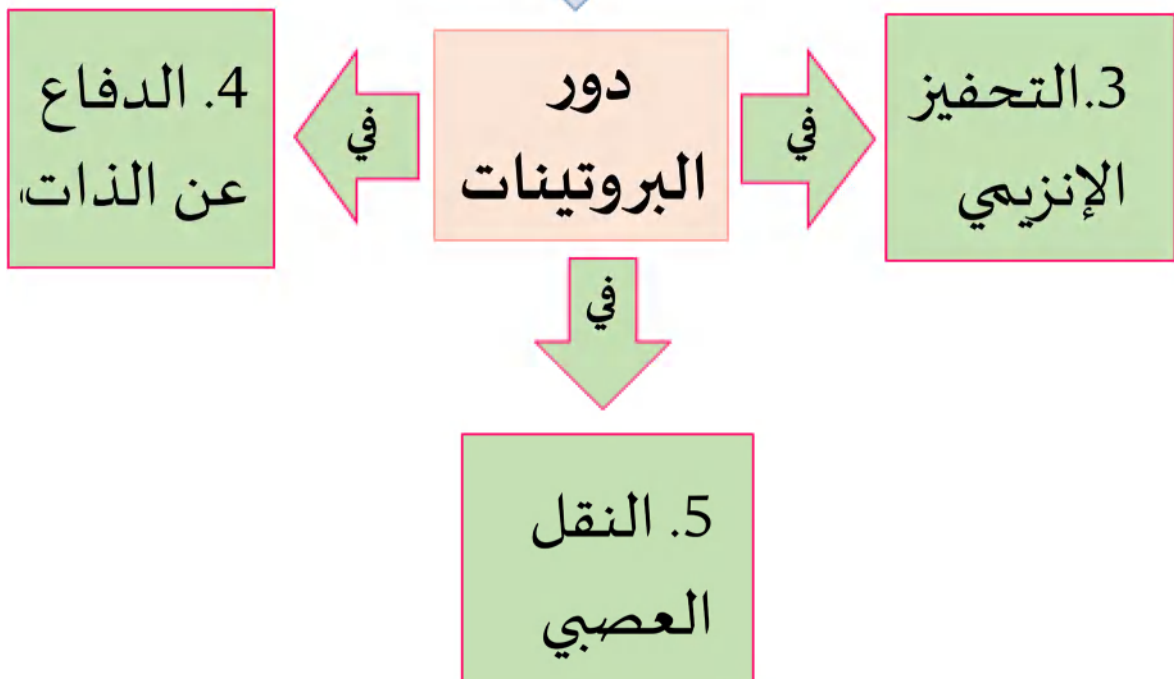 دور
البروتينات
في
3.التحفيز
الإنزيمي
في
4. الدفاع
عن الذات
في
5. النقل
العصبي